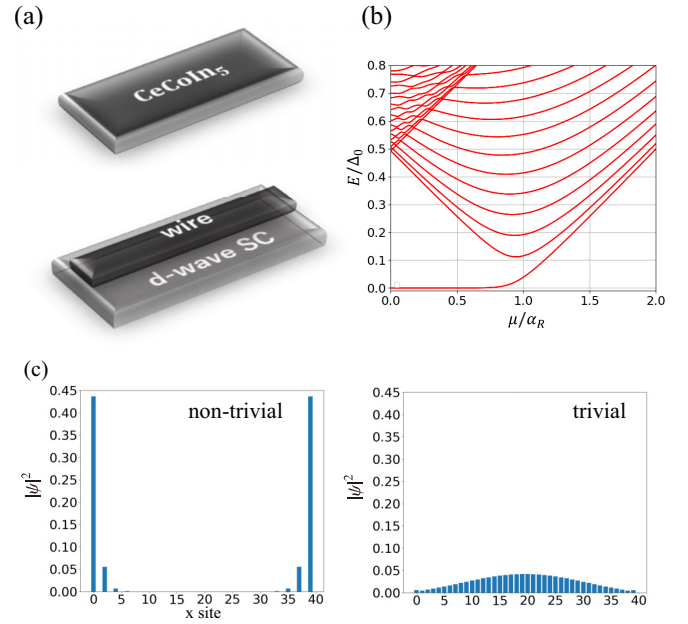 (a)
CeCoIn5
wire
d-wave SC
(b)
0.8
0.7
0.6
0.5
0.4
0.3
0.2
0.1
0.0
E/Δ0
0.0 0.5 1.0 1.5 2.0
μ/αR
(c)
0.45
0.40
0.35
0.30
0.25
0.20
0.15
0.10
0.05
0.00
|ψ|²
non-trivial
0 5 10 15 20 25 30 35 40
x site
0.45
0.40
0.35
0.30
0.25
0.20
0.15
0.10
0.05
0.00
|ψ|²
trivial
0 5 10 15 20 25 30 35 40